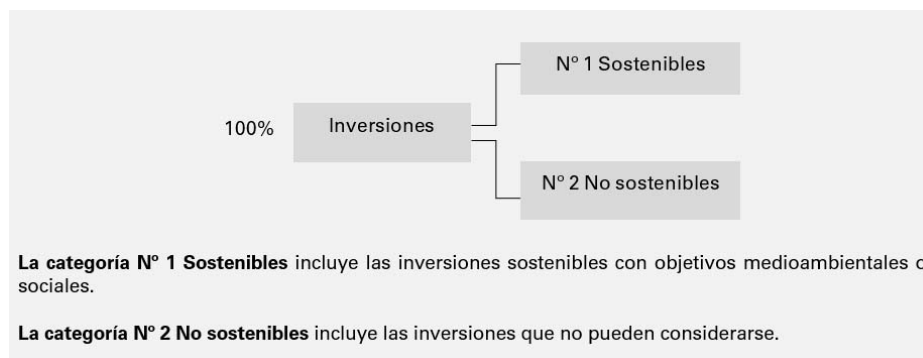 Nº 1 Sostenibles
100%
Inversiones
Nº 2 No sostenibles
La categoría Nº 1 Sostenibles incluye las inversiones sostenibles con objetivos medioambientales
sociales.
La categoría Nº 2 No sostenibles incluye las inversiones que no pueden considerarse.